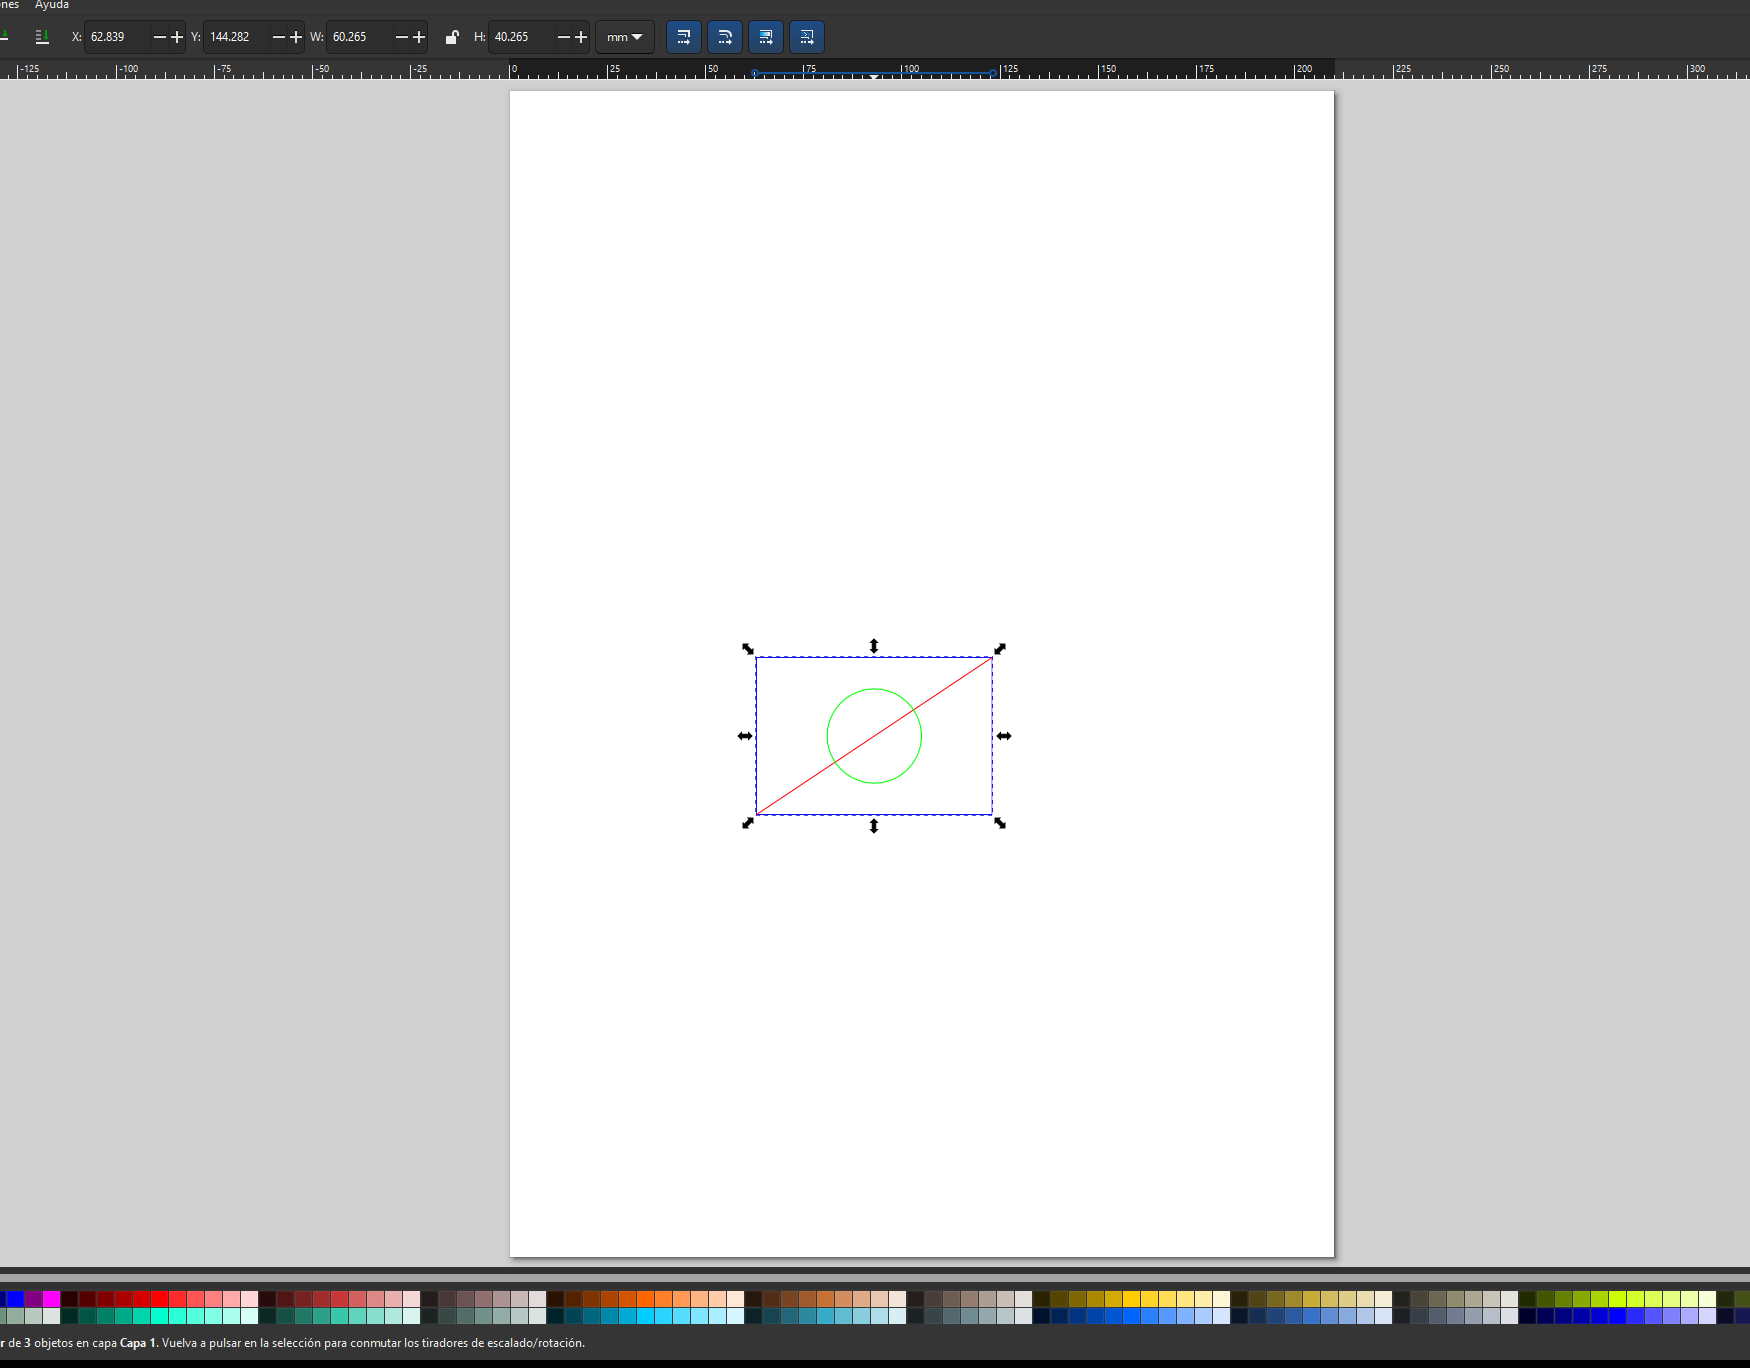 nes Ayuda
X: 62.839 Y: 144.282 W: 60.265 H: 40.265 mm
-125 -100 -75 -50 -25 0 25 50 75 100 125 150 175 200 225 250 275 300
r de 3 objetos en capa Capa 1. Vuelva a pulsar en la selección para conmutar los tiradores de escalado/rotación.